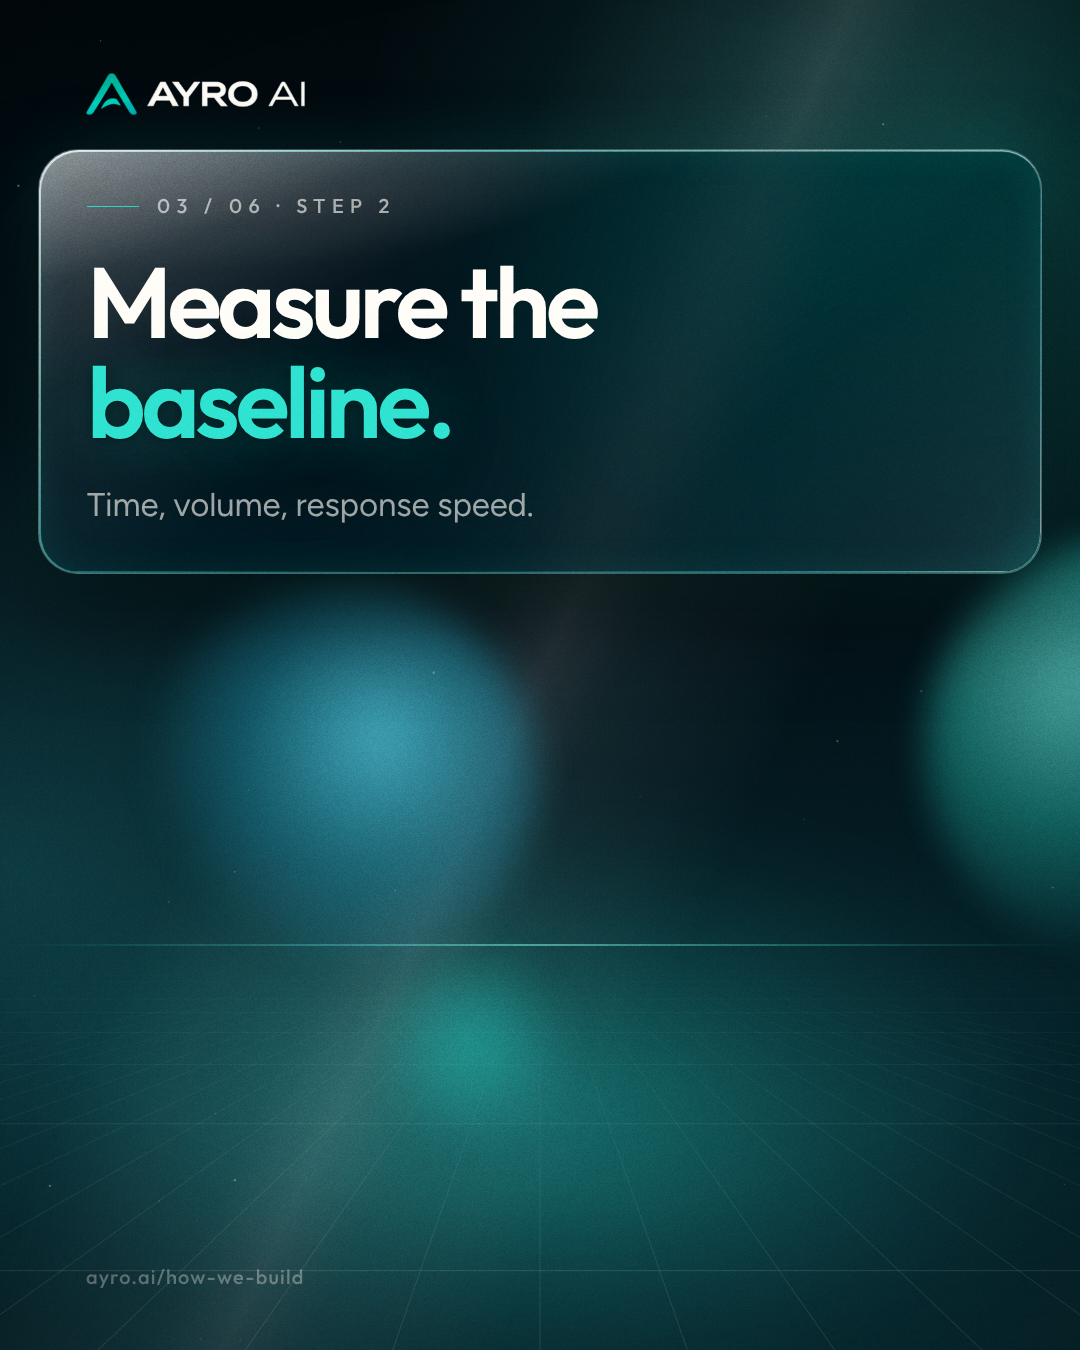 AYRO AI
03 / 06 · STEP 2
Measure the
baseline.
Time, volume, response speed.
ayro.ai/how-we-build